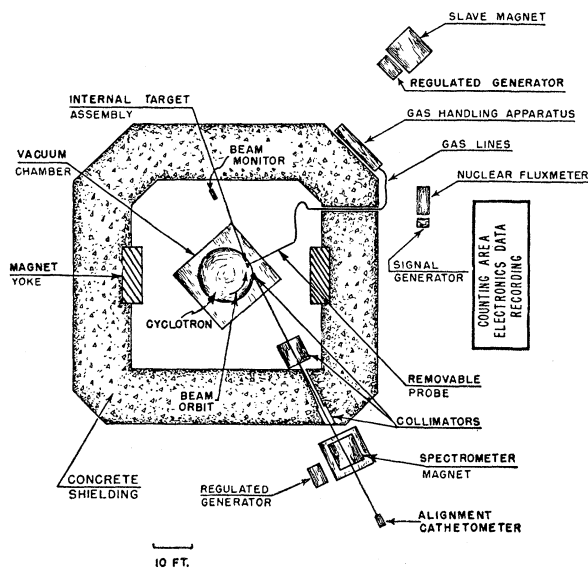 SLAVE MAGNET
REGULATED GENERATOR
INTERNAL TARGET
ASSEMBLY
GAS HANDLING APPARATUS
BEAM
MONITOR
GAS LINES
VACUUM
CHAMBER
NUCLEAR FLUXMETER
MAGNET
YOKE
SIGNAL
GENERATOR
COUNTING AREA
ELECTRONICS DATA
RECORDING
CYCLOTRON
BEAM
ORBIT
REMOVABLE
PROBE
COLLIMATORS
CONCRETE
SHIELDING
REGULATED
GENERATOR
SPECTROMETER
MAGNET
ALIGNMENT
CATHETOMETER
10 FT.